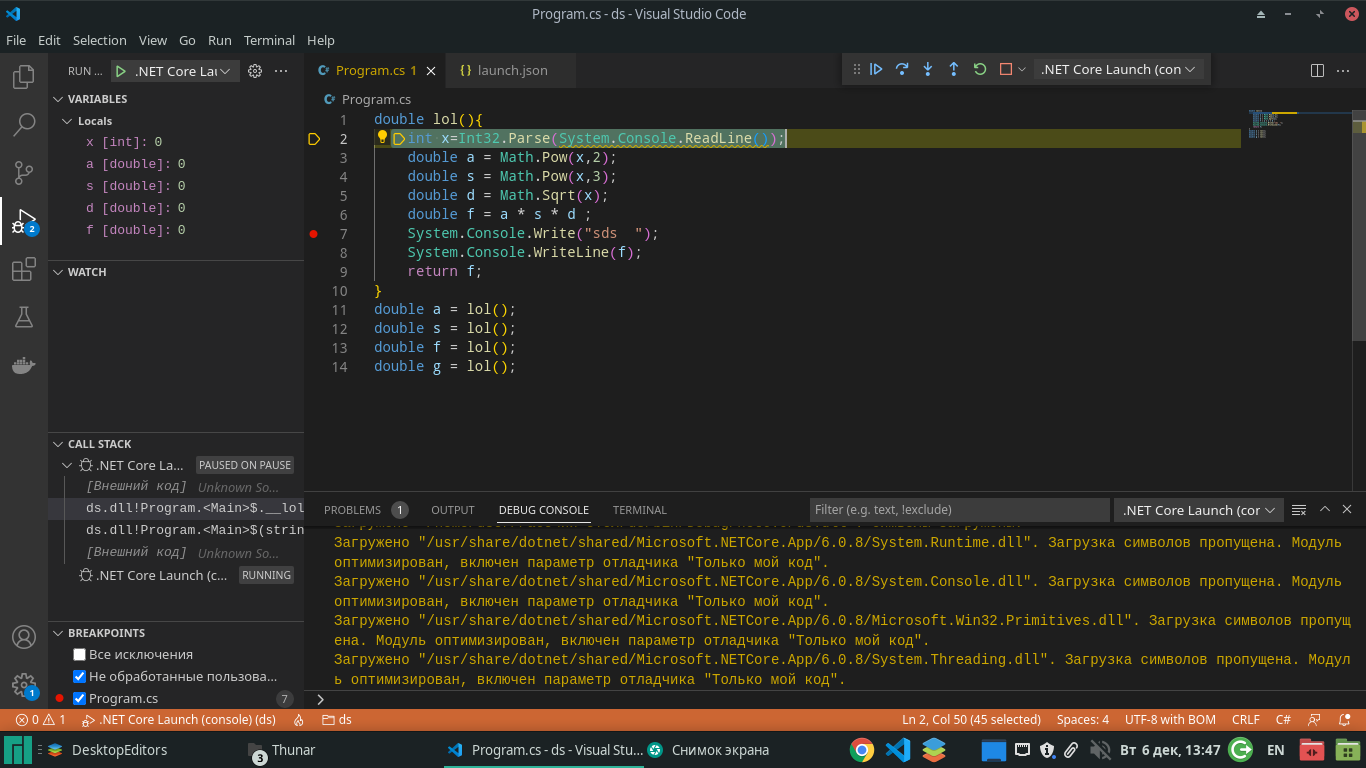 Program.cs - ds - Visual Studio Code
File Edit Selection View Go Run Terminal Help
RUN ... .NET Core Lau
Program.cs 1 launch.json
.NET Core Launch (con
VARIABLES
Locals
x [int]: 0
a [double]: 0
s [double]: 0
d [double]: 0
f [double]: 0
WATCH
CALL STACK
.NET Core La... PAUSED ON PAUSE
[Внешний код] Unknown So...
ds.dll!Program.<Main>$.__lol
ds.dll!Program.<Main>$(strin
[Внешний код] Unknown So...
.NET Core Launch (c... RUNNING
BREAKPOINTS
Все исключения
Не обработанные пользова...
Program.cs 7
2
1
Program.cs
1 double lol(){
2 int x=Int32.Parse(System.Console.ReadLine());
3 double a = Math.Pow(x,2);
4 double s = Math.Pow(x,3);
5 double d = Math.Sqrt(x);
6 double f = a * s * d ;
7 System.Console.Write("sds  ");
8 System.Console.WriteLine(f);
9 return f;
10 }
11 double a = lol();
12 double s = lol();
13 double f = lol();
14 double g = lol();
PROBLEMS 1 OUTPUT DEBUG CONSOLE TERMINAL Filter (e.g. text, !exclude) .NET Core Launch (cor
Загружено "/usr/share/dotnet/shared/Microsoft.NETCore.App/6.0.8/System.Runtime.dll". Загрузка символов пропущена. Модуль
оптимизирован, включен параметр отладчика "Только мой код".
Загружено "/usr/share/dotnet/shared/Microsoft.NETCore.App/6.0.8/System.Console.dll". Загрузка символов пропущена. Модуль
оптимизирован, включен параметр отладчика "Только мой код".
Загружено "/usr/share/dotnet/shared/Microsoft.NETCore.App/6.0.8/Microsoft.Win32.Primitives.dll". Загрузка символов пропущ
ена. Модуль оптимизирован, включен параметр отладчика "Только мой код".
Загружено "/usr/share/dotnet/shared/Microsoft.NETCore.App/6.0.8/System.Threading.dll". Загрузка символов пропущена. Модул
ь оптимизирован, включен параметр отладчика "Только мой код".
0 1 .NET Core Launch (console) (ds) ds Ln 2, Col 50 (45 selected) Spaces: 4 UTF-8 with BOM CRLF C#
DesktopEditors 3 Thunar Program.cs - ds - Visual Stu... Снимок экрана Вт 6 дек, 13:47 EN